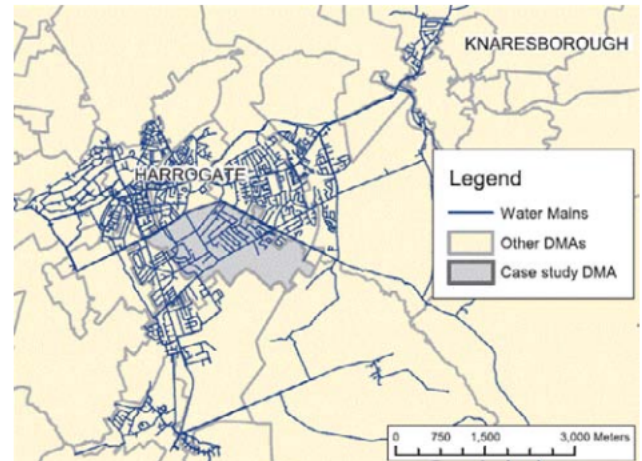 KNARESBOROUGH
HARROGATE
Legend
Water Mains
Other DMAs
Case study DMA
0 750 1,500 3,000 Meters